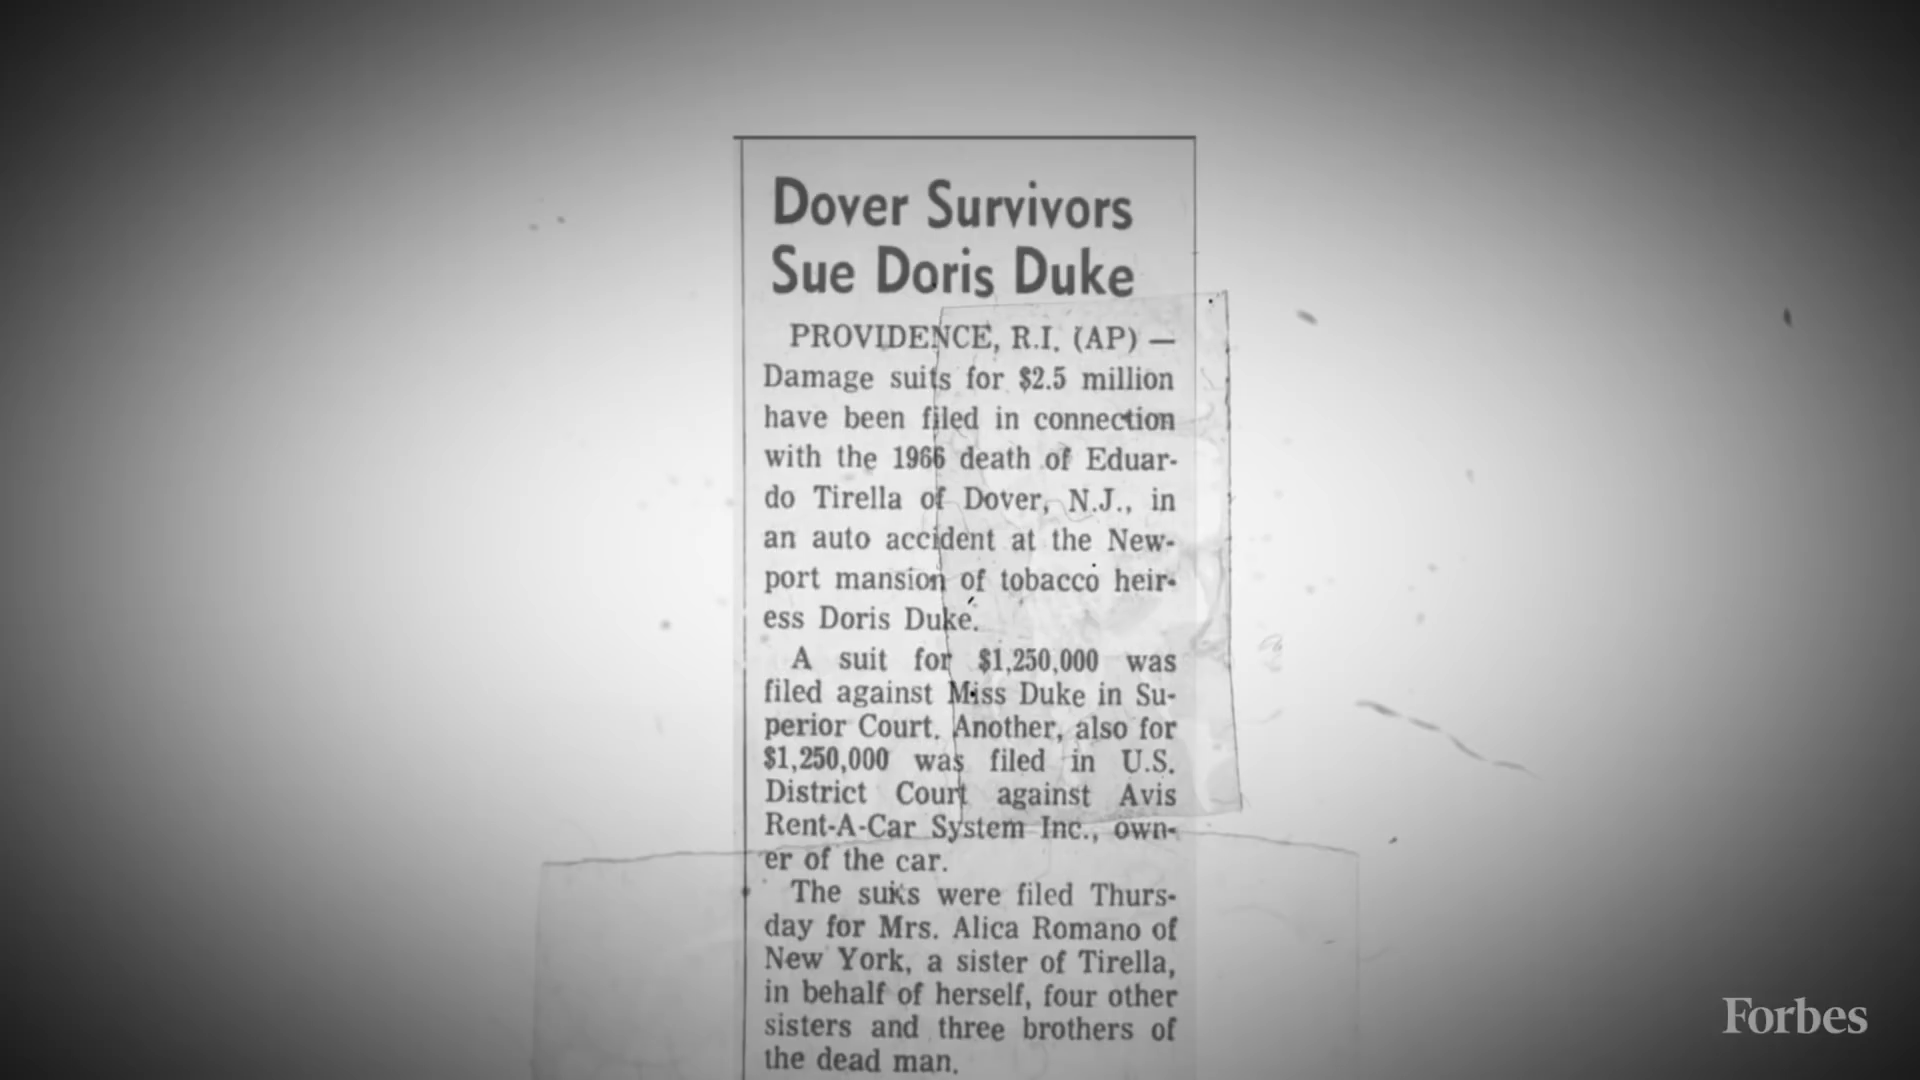 Dover Survivors
Sue Doris Duke
PROVIDENCE, R.I. (AP) —
Damage suits for $2.5 million
have been filed in connection
with the 1966 death of Eduar-
do Tirella of Dover, N.J., in
an auto accident at the New-
port mansion of tobacco heir-
ess Doris Duke.
A suit for $1,250,000 was
filed against Miss Duke in Su-
perior Court. Another, also for
$1,250,000 was filed in U.S.
District Court against Avis
Rent-A-Car System Inc., own-
er of the car.
The suits were filed Thurs-
day for Mrs. Alica Romano of
New York, a sister of Tirella,
in behalf of herself, four other
sisters and three brothers of
the dead man.
Forbes